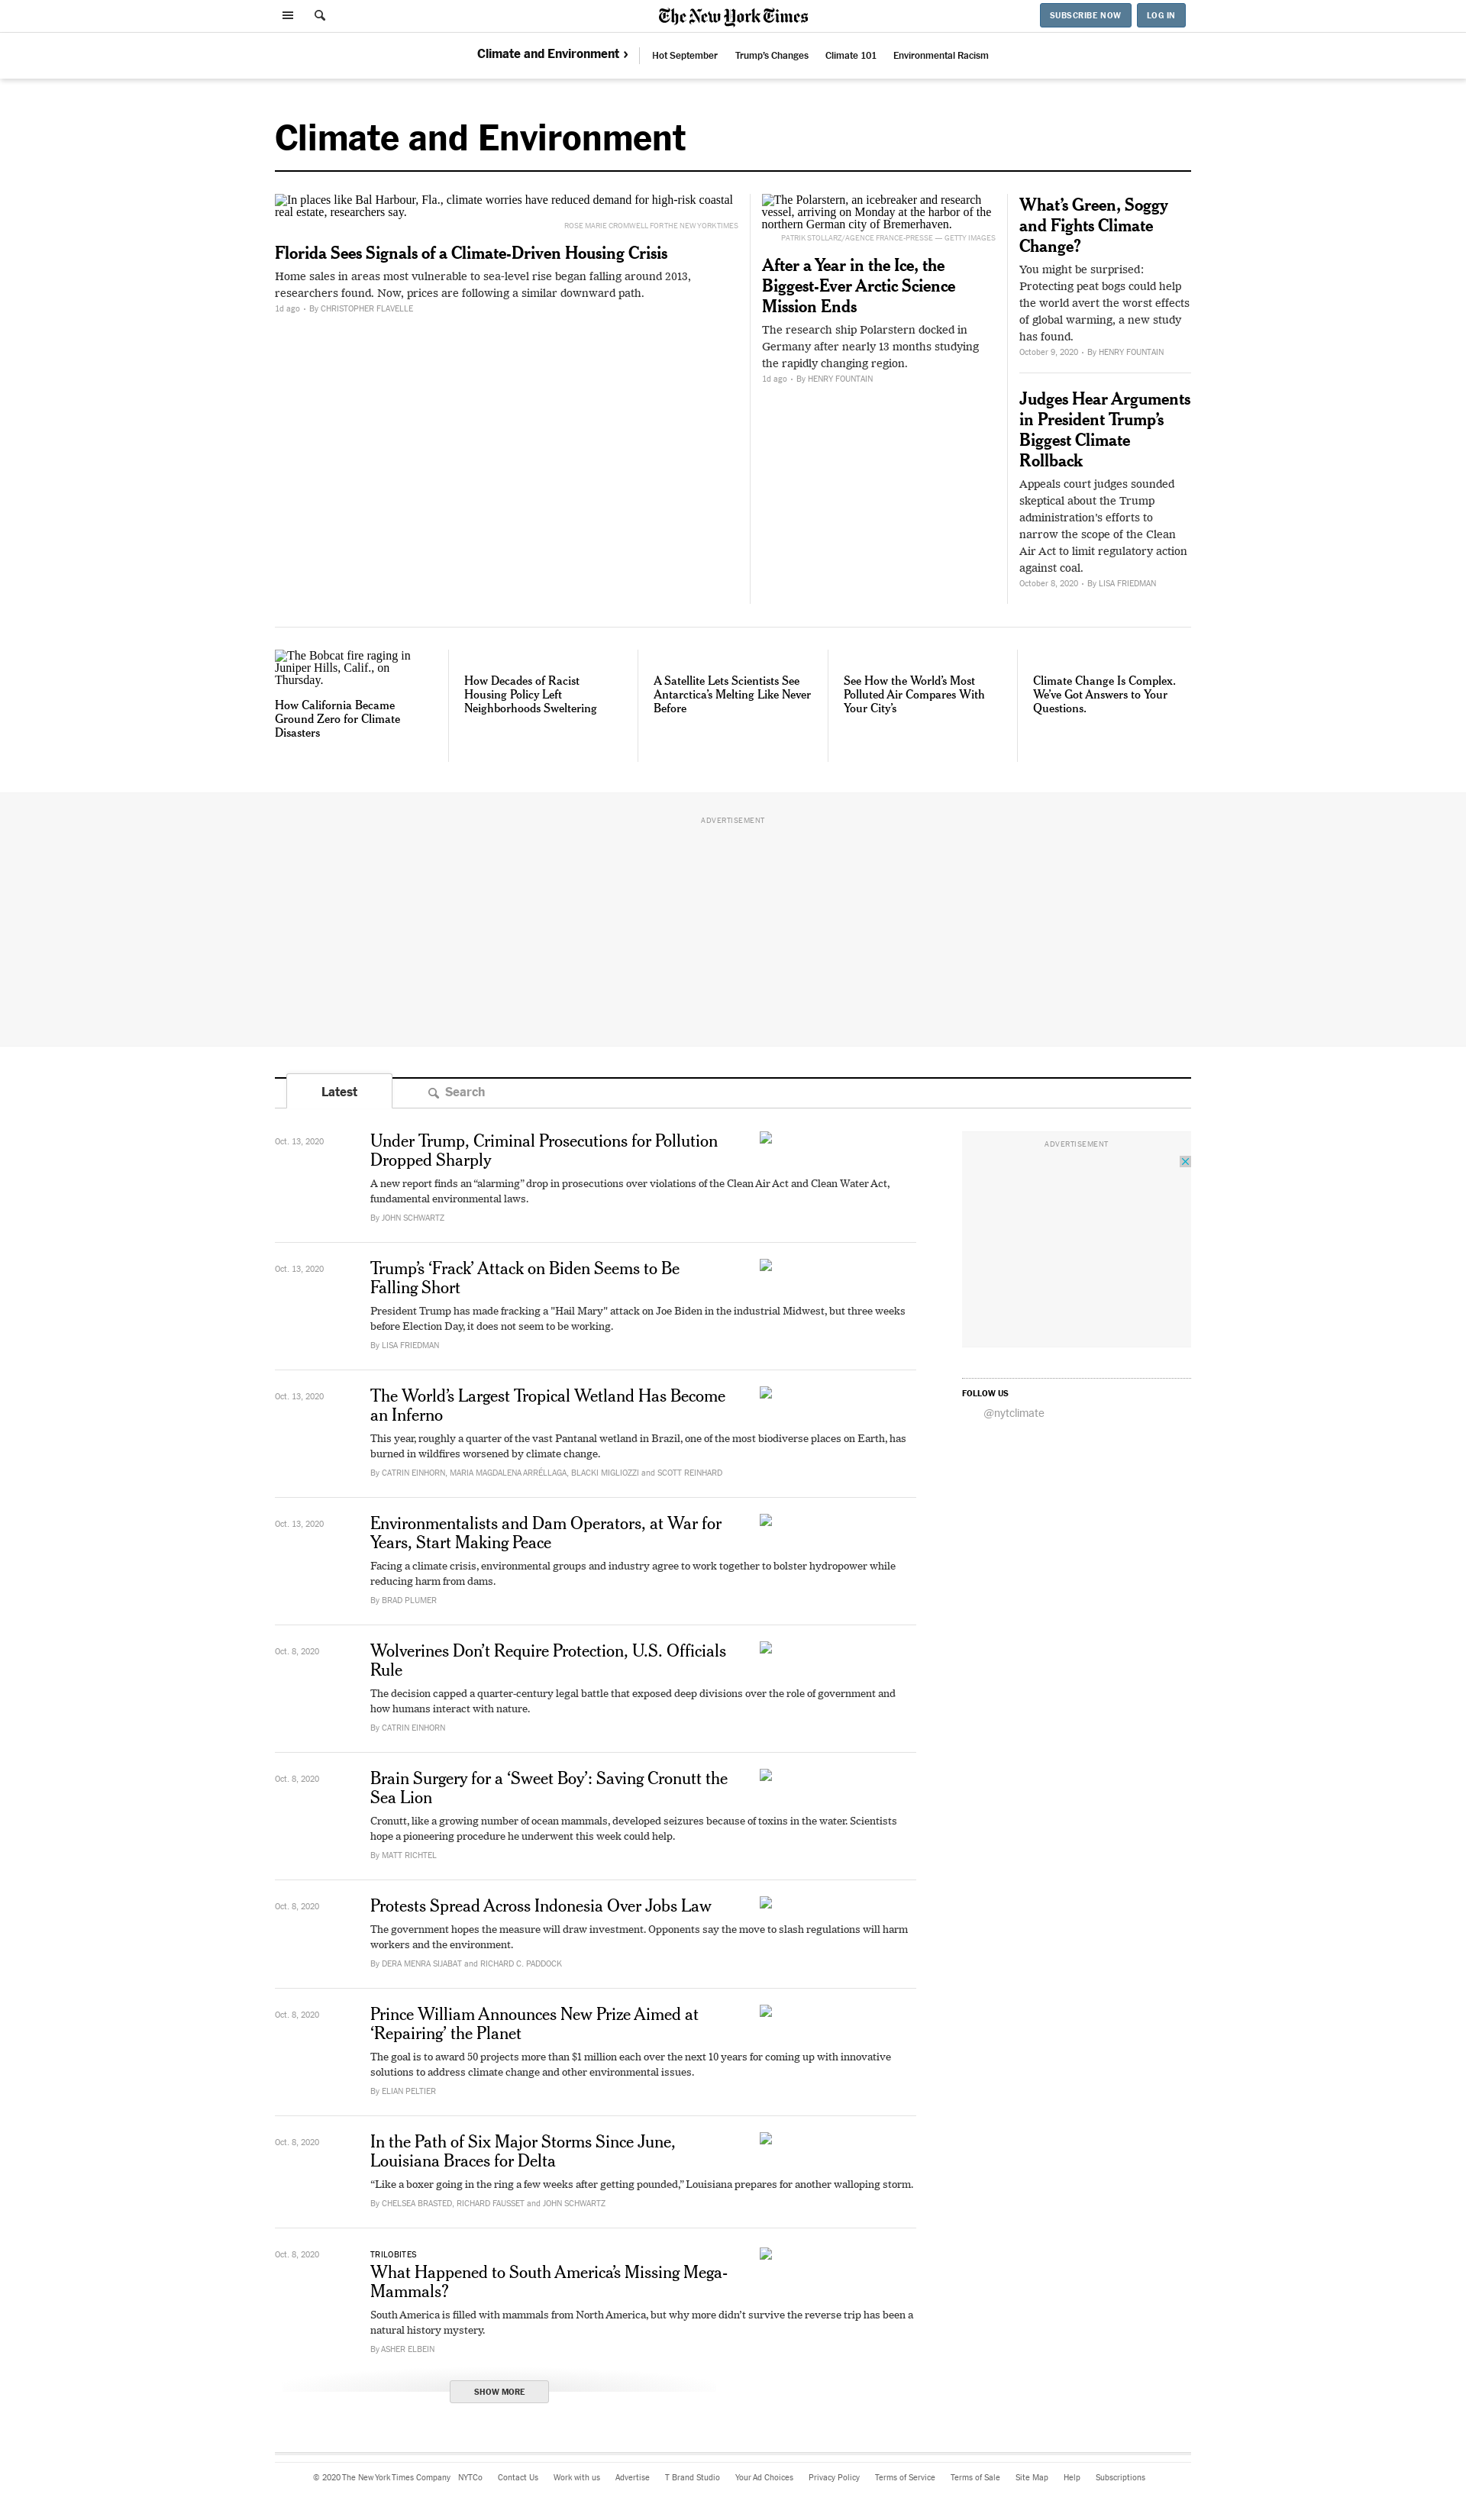 The New York Times
SUBSCRIBE NOW
LOG IN
Climate and Environment ›
Hot September
Trump's Changes
Climate 101
Environmental Racism
Climate and Environment
In places like Bal Harbour, Fla., climate worries have reduced demand for high-risk coastal
real estate, researchers say.
ROSE MARIE CROMWELL FOR THE NEW YORK TIMES
Florida Sees Signals of a Climate-Driven Housing Crisis
Home sales in areas most vulnerable to sea-level rise began falling around 2013,
researchers found. Now, prices are following a similar downward path.
1d ago • By CHRISTOPHER FLAVELLE
The Polarstern, an icebreaker and research
vessel, arriving on Monday at the harbor of the
northern German city of Bremerhaven.
PATRIK STOLLARZ/AGENCE FRANCE-PRESSE — GETTY IMAGES
After a Year in the Ice, the
Biggest-Ever Arctic Science
Mission Ends
The research ship Polarstern docked in
Germany after nearly 13 months studying
the rapidly changing region.
1d ago • By HENRY FOUNTAIN
What’s Green, Soggy
and Fights Climate
Change?
You might be surprised:
Protecting peat bogs could help
the world avert the worst effects
of global warming, a new study
has found.
October 9, 2020 • By HENRY FOUNTAIN
Judges Hear Arguments
in President Trump’s
Biggest Climate
Rollback
Appeals court judges sounded
skeptical about the Trump
administration's efforts to
narrow the scope of the Clean
Air Act to limit regulatory action
against coal.
October 8, 2020 • By LISA FRIEDMAN
The Bobcat fire raging in
Juniper Hills, Calif., on
Thursday.
How California Became
Ground Zero for Climate
Disasters
How Decades of Racist
Housing Policy Left
Neighborhoods Sweltering
A Satellite Lets Scientists See
Antarctica’s Melting Like Never
Before
See How the World’s Most
Polluted Air Compares With
Your City’s
Climate Change Is Complex.
We’ve Got Answers to Your
Questions.
ADVERTISEMENT
Latest
Search
Oct. 13, 2020
Under Trump, Criminal Prosecutions for Pollution
Dropped Sharply
A new report finds an “alarming” drop in prosecutions over violations of the Clean Air Act and Clean Water Act,
fundamental environmental laws.
By JOHN SCHWARTZ
Oct. 13, 2020
Trump’s ‘Frack’ Attack on Biden Seems to Be
Falling Short
President Trump has made fracking a "Hail Mary" attack on Joe Biden in the industrial Midwest, but three weeks
before Election Day, it does not seem to be working.
By LISA FRIEDMAN
Oct. 13, 2020
The World’s Largest Tropical Wetland Has Become
an Inferno
This year, roughly a quarter of the vast Pantanal wetland in Brazil, one of the most biodiverse places on Earth, has
burned in wildfires worsened by climate change.
By CATRIN EINHORN, MARIA MAGDALENA ARRÉLLAGA, BLACKI MIGLIOZZI and SCOTT REINHARD
Oct. 13, 2020
Environmentalists and Dam Operators, at War for
Years, Start Making Peace
Facing a climate crisis, environmental groups and industry agree to work together to bolster hydropower while
reducing harm from dams.
By BRAD PLUMER
Oct. 8, 2020
Wolverines Don’t Require Protection, U.S. Officials
Rule
The decision capped a quarter-century legal battle that exposed deep divisions over the role of government and
how humans interact with nature.
By CATRIN EINHORN
Oct. 8, 2020
Brain Surgery for a ‘Sweet Boy’: Saving Cronutt the
Sea Lion
Cronutt, like a growing number of ocean mammals, developed seizures because of toxins in the water. Scientists
hope a pioneering procedure he underwent this week could help.
By MATT RICHTEL
Oct. 8, 2020
Protests Spread Across Indonesia Over Jobs Law
The government hopes the measure will draw investment. Opponents say the move to slash regulations will harm
workers and the environment.
By DERA MENRA SIJABAT and RICHARD C. PADDOCK
Oct. 8, 2020
Prince William Announces New Prize Aimed at
‘Repairing’ the Planet
The goal is to award 50 projects more than $1 million each over the next 10 years for coming up with innovative
solutions to address climate change and other environmental issues.
By ELIAN PELTIER
Oct. 8, 2020
In the Path of Six Major Storms Since June,
Louisiana Braces for Delta
“Like a boxer going in the ring a few weeks after getting pounded,” Louisiana prepares for another walloping storm.
By CHELSEA BRASTED, RICHARD FAUSSET and JOHN SCHWARTZ
Oct. 8, 2020
TRILOBITES
What Happened to South America’s Missing Mega-
Mammals?
South America is filled with mammals from North America, but why more didn't survive the reverse trip has been a
natural history mystery.
By ASHER ELBEIN
SHOW MORE
ADVERTISEMENT
FOLLOW US
@nytclimate
© 2020 The New York Times Company NYTCo Contact Us Work with us Advertise T Brand Studio Your Ad Choices Privacy Policy Terms of Service Terms of Sale Site Map Help Subscriptions